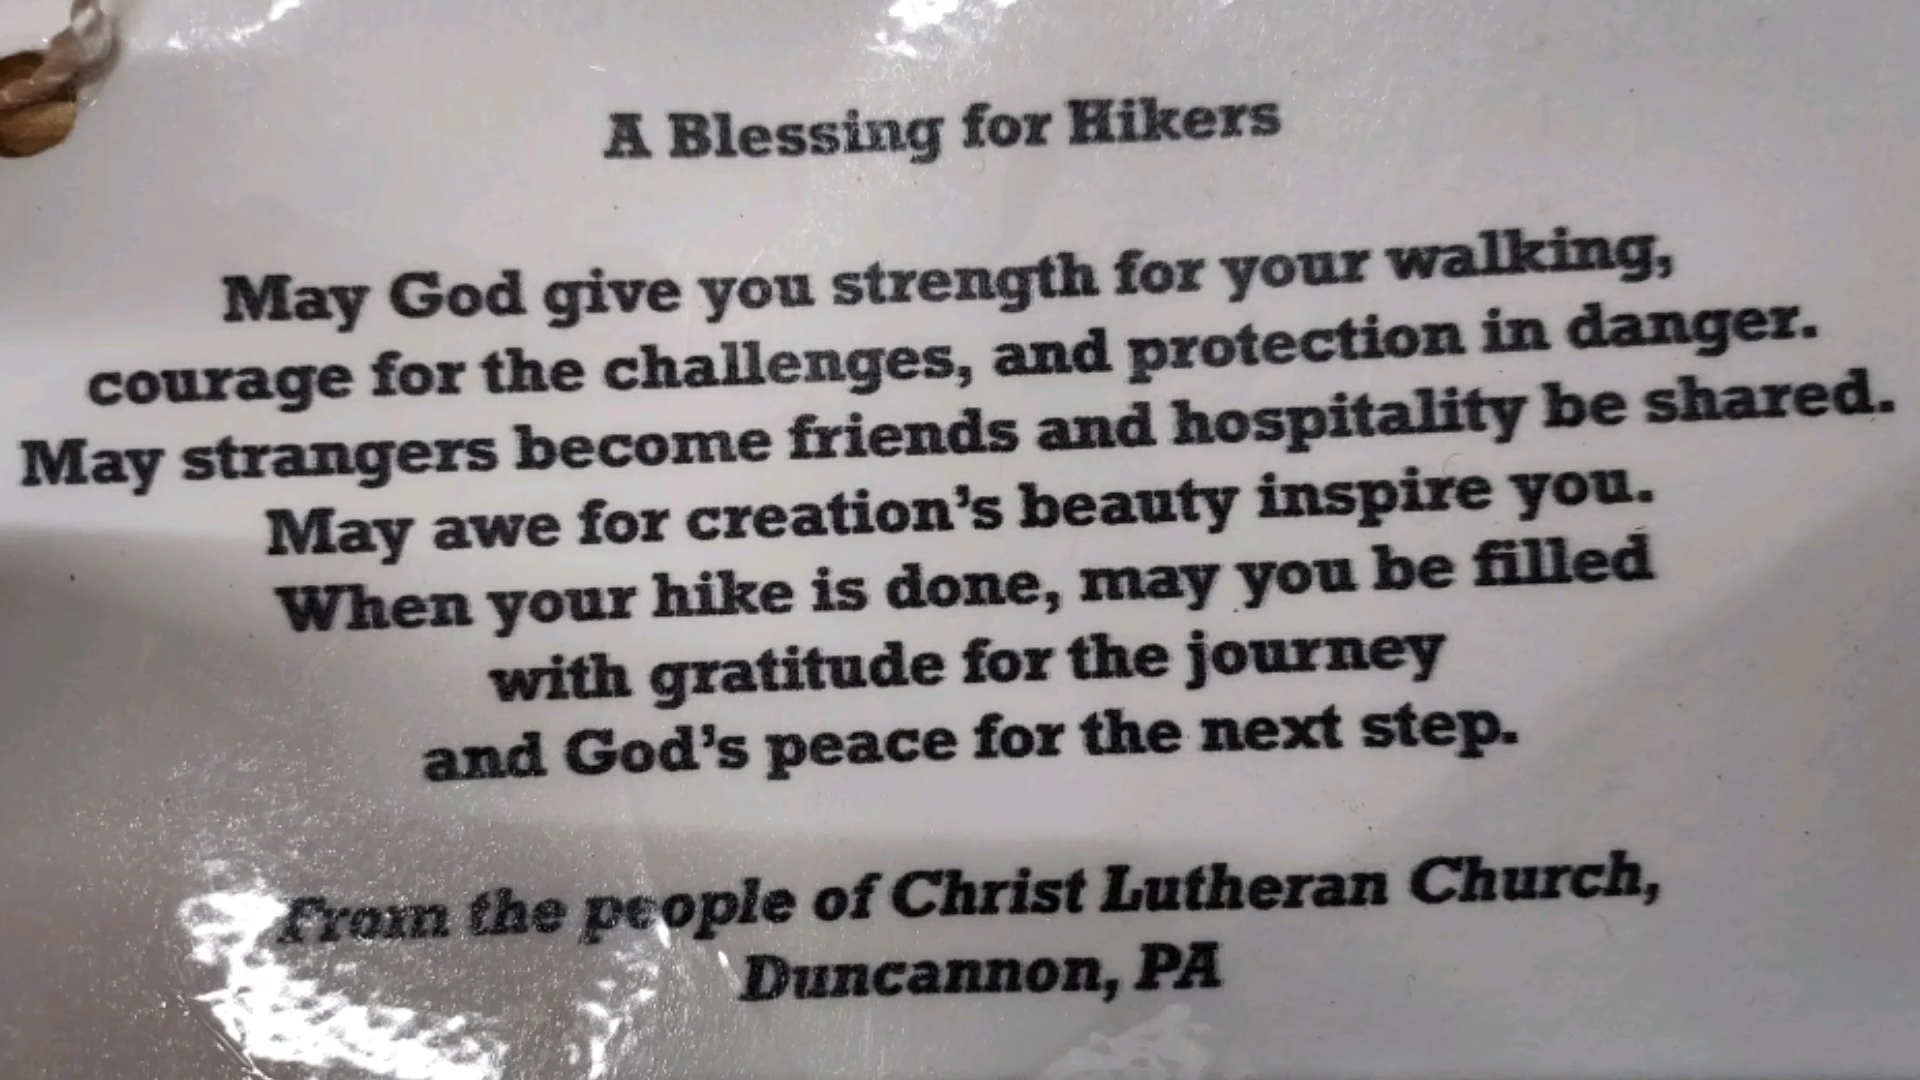 A Blessing for Hikers
May God give you strength for your walking,
courage for the challenges, and protection in danger.
May strangers become friends and hospitality be shared.
May awe for creation’s beauty inspire you.
When your hike is done, may you be filled
with gratitude for the journey
and God’s peace for the next step.
From the people of Christ Lutheran Church,
Duncannon, PA